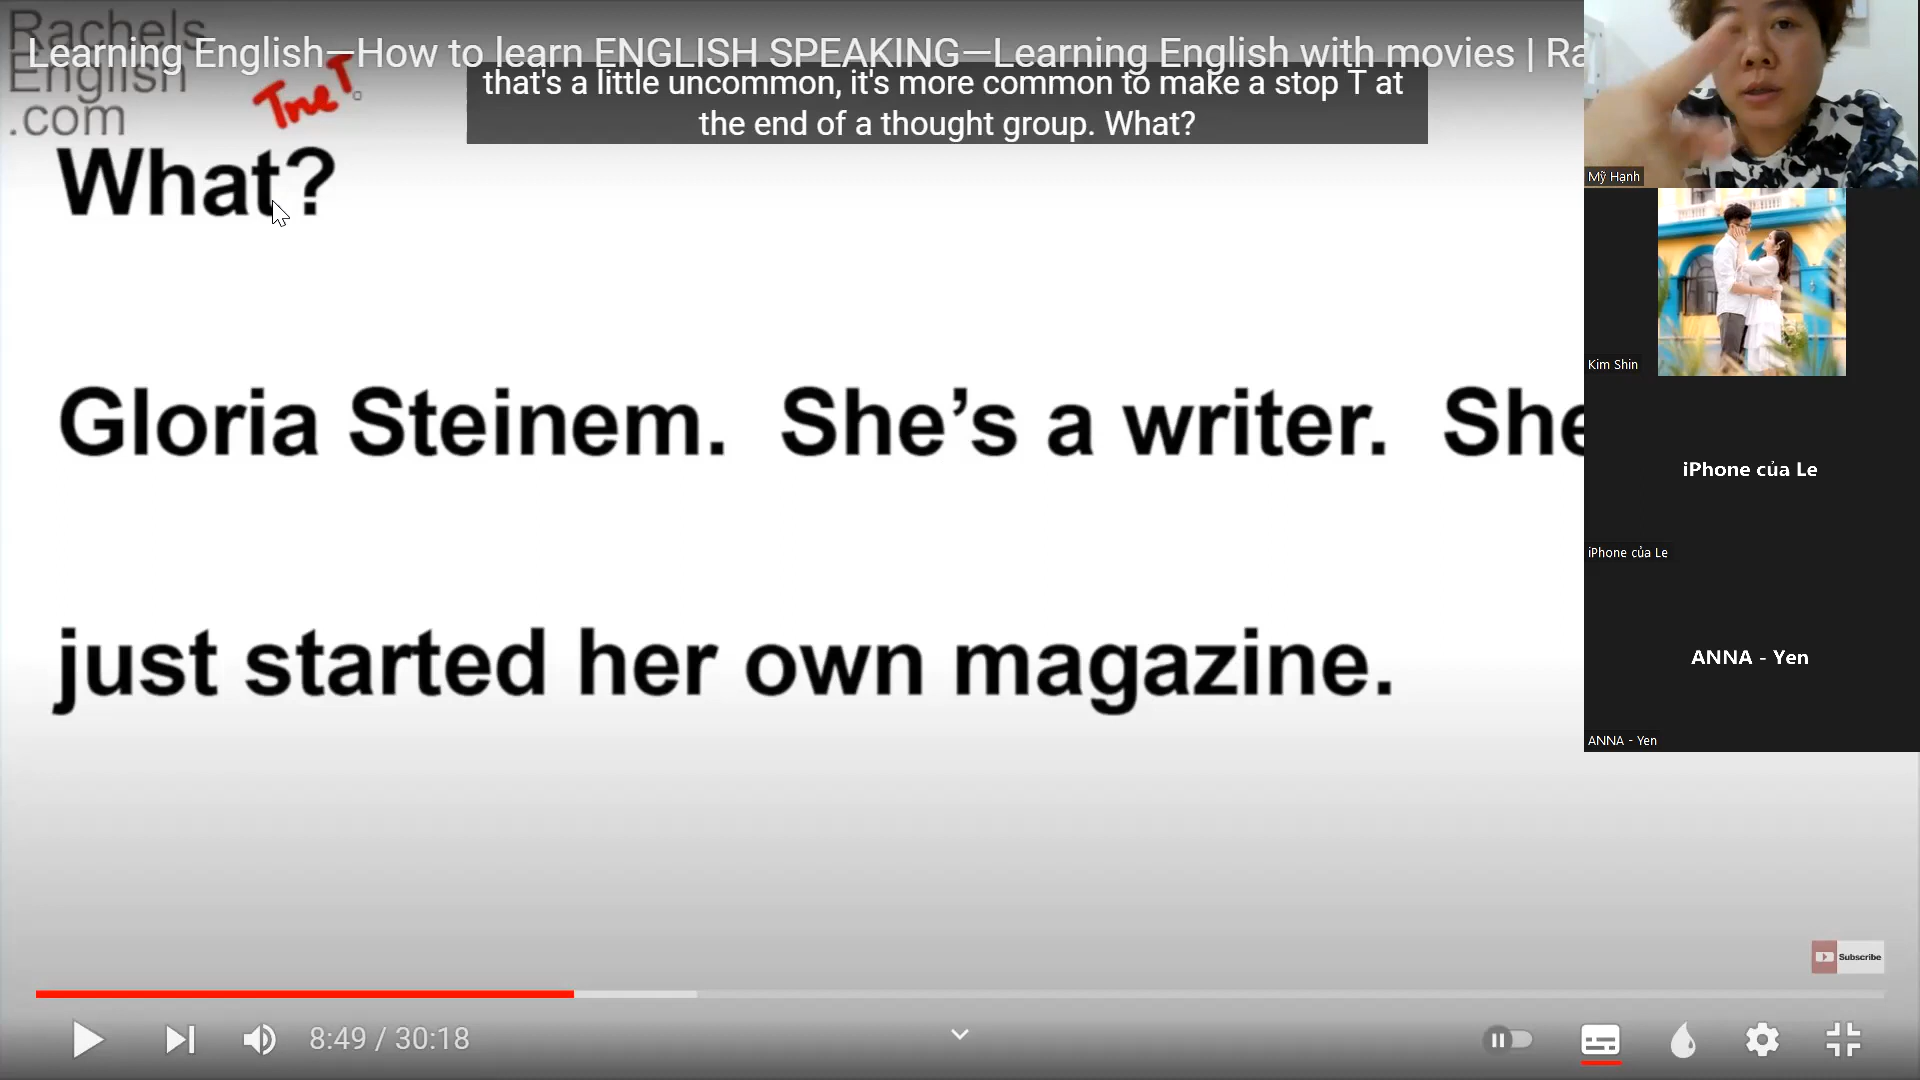 Rachels
English
.com
Learning English—How to learn ENGLISH SPEAKING—Learning English with movies | Ra
that's a little uncommon, it's more common to make a stop T at
the end of a thought group. What?
True T
What?
Gloria Steinem. She's a writer. She
just started her own magazine.
Mỹ Hạnh
Kim Shin
iPhone của Le
iPhone của Le
ANNA - Yen
ANNA - Yen
Subscribe
8:49 / 30:18